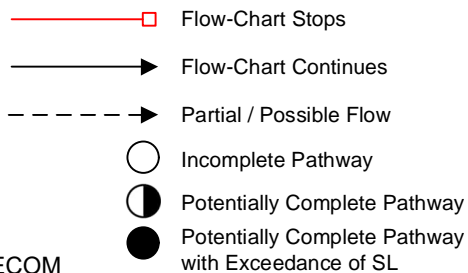 Flow-Chart Stops
Flow-Chart Continues
Partial / Possible Flow
Incomplete Pathway
Potentially Complete Pathway
Potentially Complete Pathway
with Exceedance of SL
ECOM